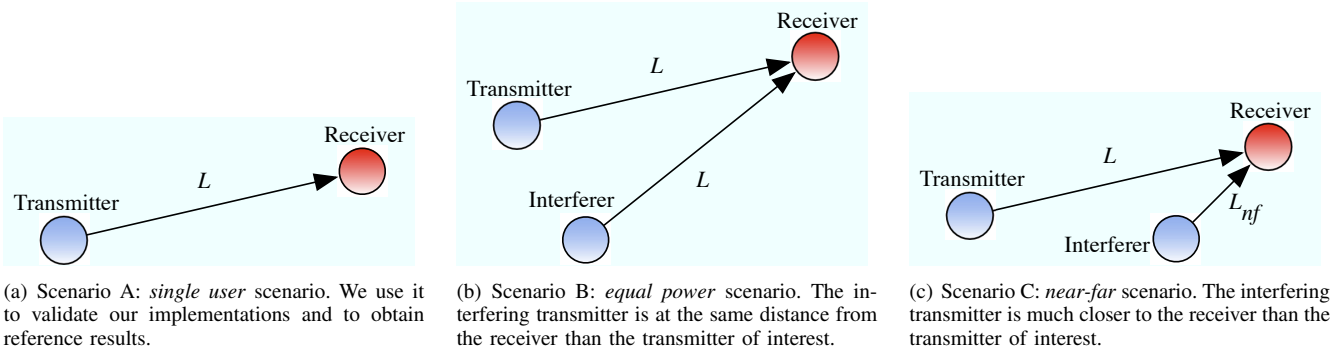 Receiver
L
Transmitter
(a) Scenario A: single user scenario. We use it
to validate our implementations and to obtain
reference results.
Receiver
L
Transmitter
L
Interferer
(b) Scenario B: equal power scenario. The in-
terfering transmitter is at the same distance from
the receiver than the transmitter of interest.
Receiver
L
Transmitter
Lnf
Interferer
(c) Scenario C: near-far scenario. The interfering
transmitter is much closer to the receiver than the
transmitter of interest.